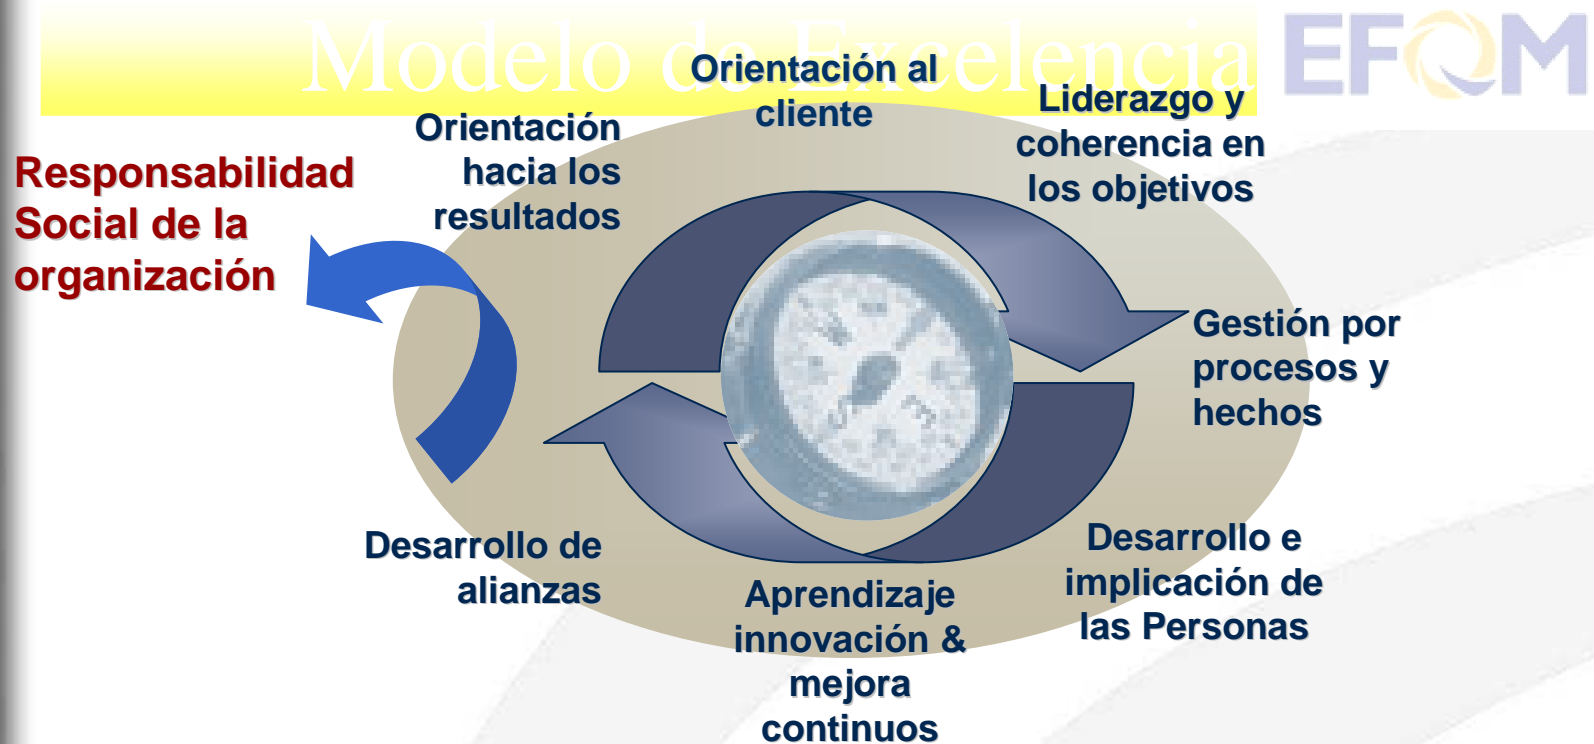 Modelo de Excelencia
EFQM
Orientación al
cliente
Liderazgo y
coherencia en
los objetivos
Gestión por
procesos y
hechos
Desarrollo e
implicación de
las Personas
Aprendizaje
innovación &
mejora
continuos
Desarrollo de
alianzas
Responsabilidad
Social de la
organización
Orientación
hacia los
resultados